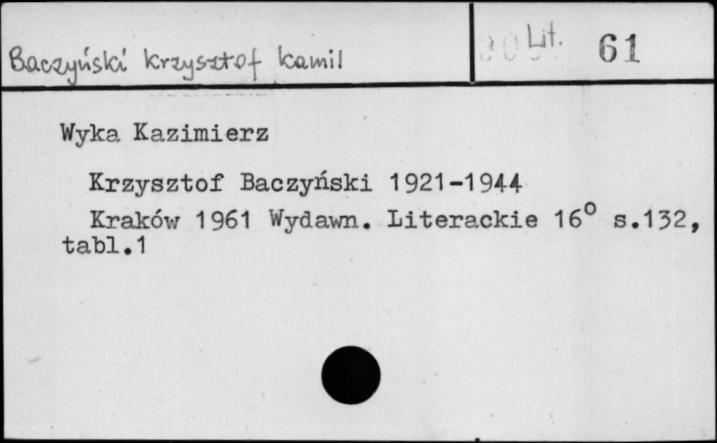 Baczyński Krzysztof Kamil
Lit. 61
Wyka Kazimierz
Krzysztof Baczyński 1921-1944
Kraków 1961 Wydawn. Literackie 16° s.132,
tabl.1